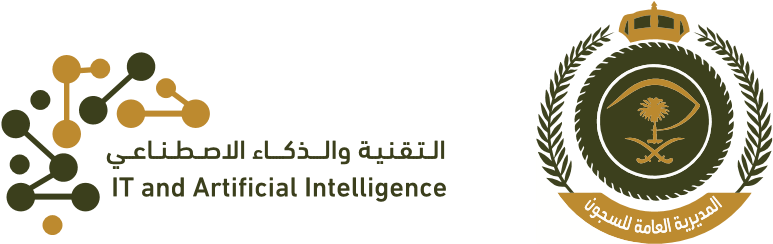 التقنية والذكاء الاصطناعي
IT and Artificial Intelligence
المديرية العامة للسجون